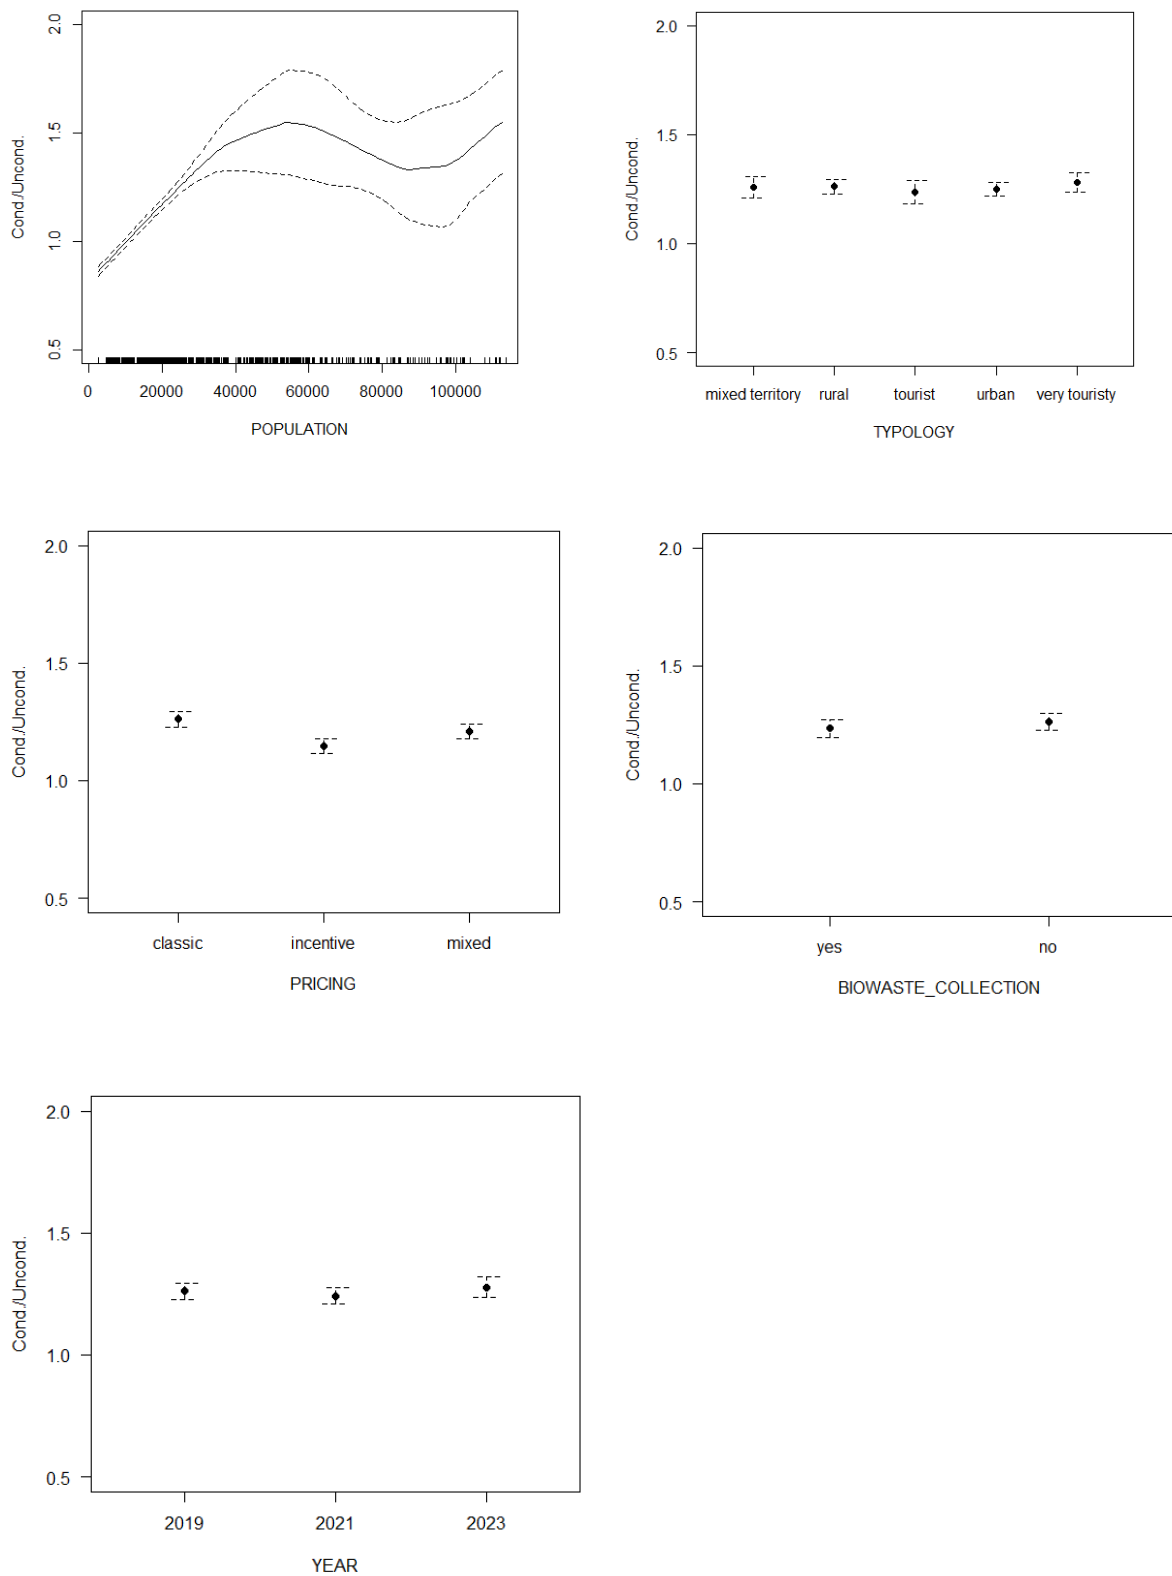 2.0
1.5
1.0
0.5
Cond./Uncond.
0 20000 40000 60000 80000 100000
POPULATION
2.0
1.5
1.0
0.5
Cond./Uncond.
mixed territory rural tourist urban very touristy
TYPOLOGY
2.0
1.5
1.0
0.5
Cond./Uncond.
classic incentive mixed
PRICING
2.0
1.5
1.0
0.5
Cond./Uncond.
yes no
BIOWASTE_COLLECTION
2.0
1.5
1.0
0.5
Cond./Uncond.
2019 2021 2023
YEAR